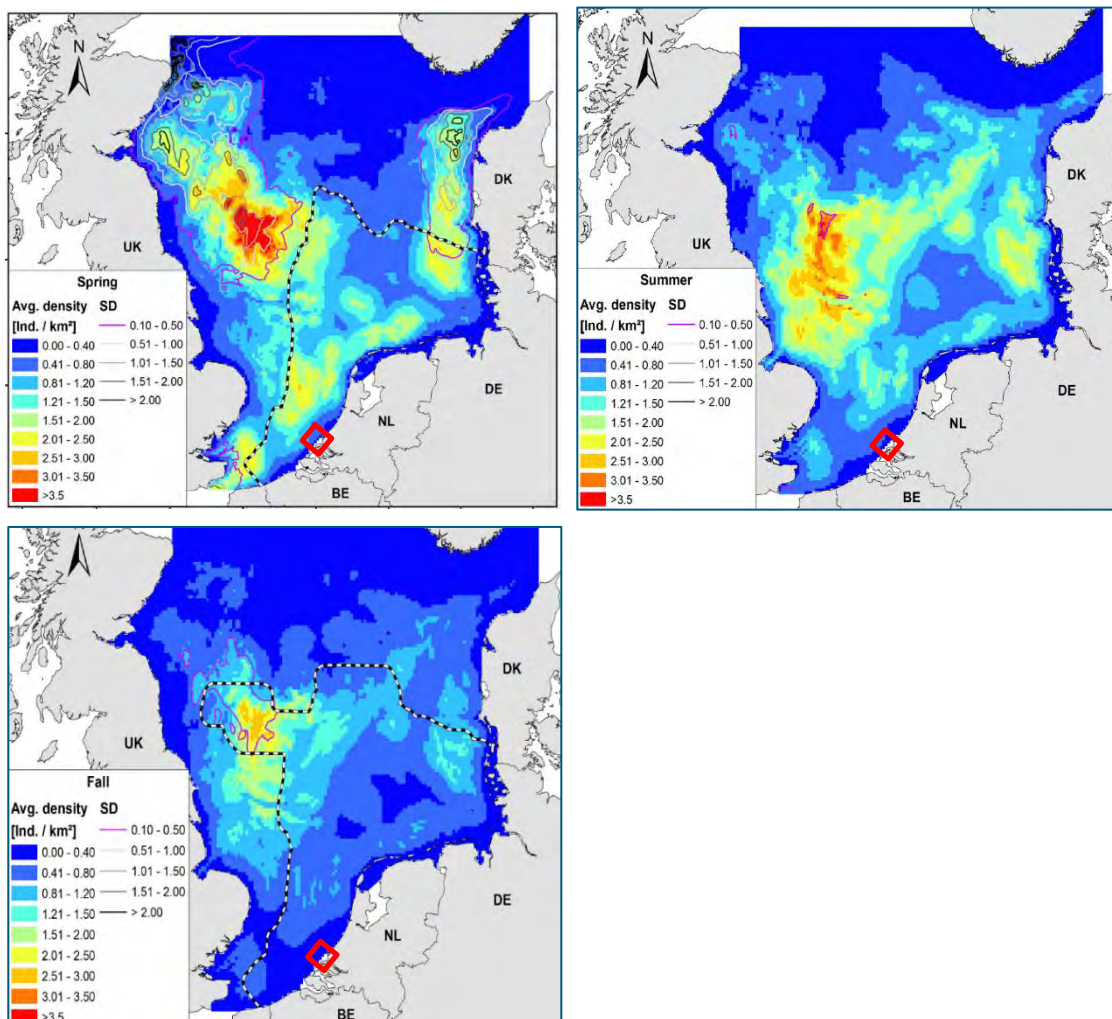 N
DK
UK
DE
NL
BE
Spring
Avg. density SD
[Ind. / km²] 0.10 - 0.50
0.00 - 0.40 0.51 - 1.00
0.41 - 0.80 1.01 - 1.50
0.81 - 1.20 1.51 - 2.00
1.21 - 1.50 > 2.00
1.51 - 2.00
2.01 - 2.50
2.51 - 3.00
3.01 - 3.50
>3.5
N
DK
UK
DE
NL
BE
Summer
Avg. density SD
[Ind. / km²] 0.10 - 0.50
0.00 - 0.40 0.51 - 1.00
0.41 - 0.80 1.01 - 1.50
0.81 - 1.20 1.51 - 2.00
1.21 - 1.50 > 2.00
1.51 - 2.00
2.01 - 2.50
2.51 - 3.00
3.01 - 3.50
>3.5
DK
UK
DE
NL
BE
Fall
Avg. density SD
[Ind. / km²] 0.10 - 0.50
0.00 - 0.40 0.51 - 1.00
0.41 - 0.80 1.01 - 1.50
0.81 - 1.20 1.51 - 2.00
1.21 - 1.50 > 2.00
1.51 - 2.00
2.01 - 2.50
2.51 - 3.00
3.01 - 3.50
>3.5